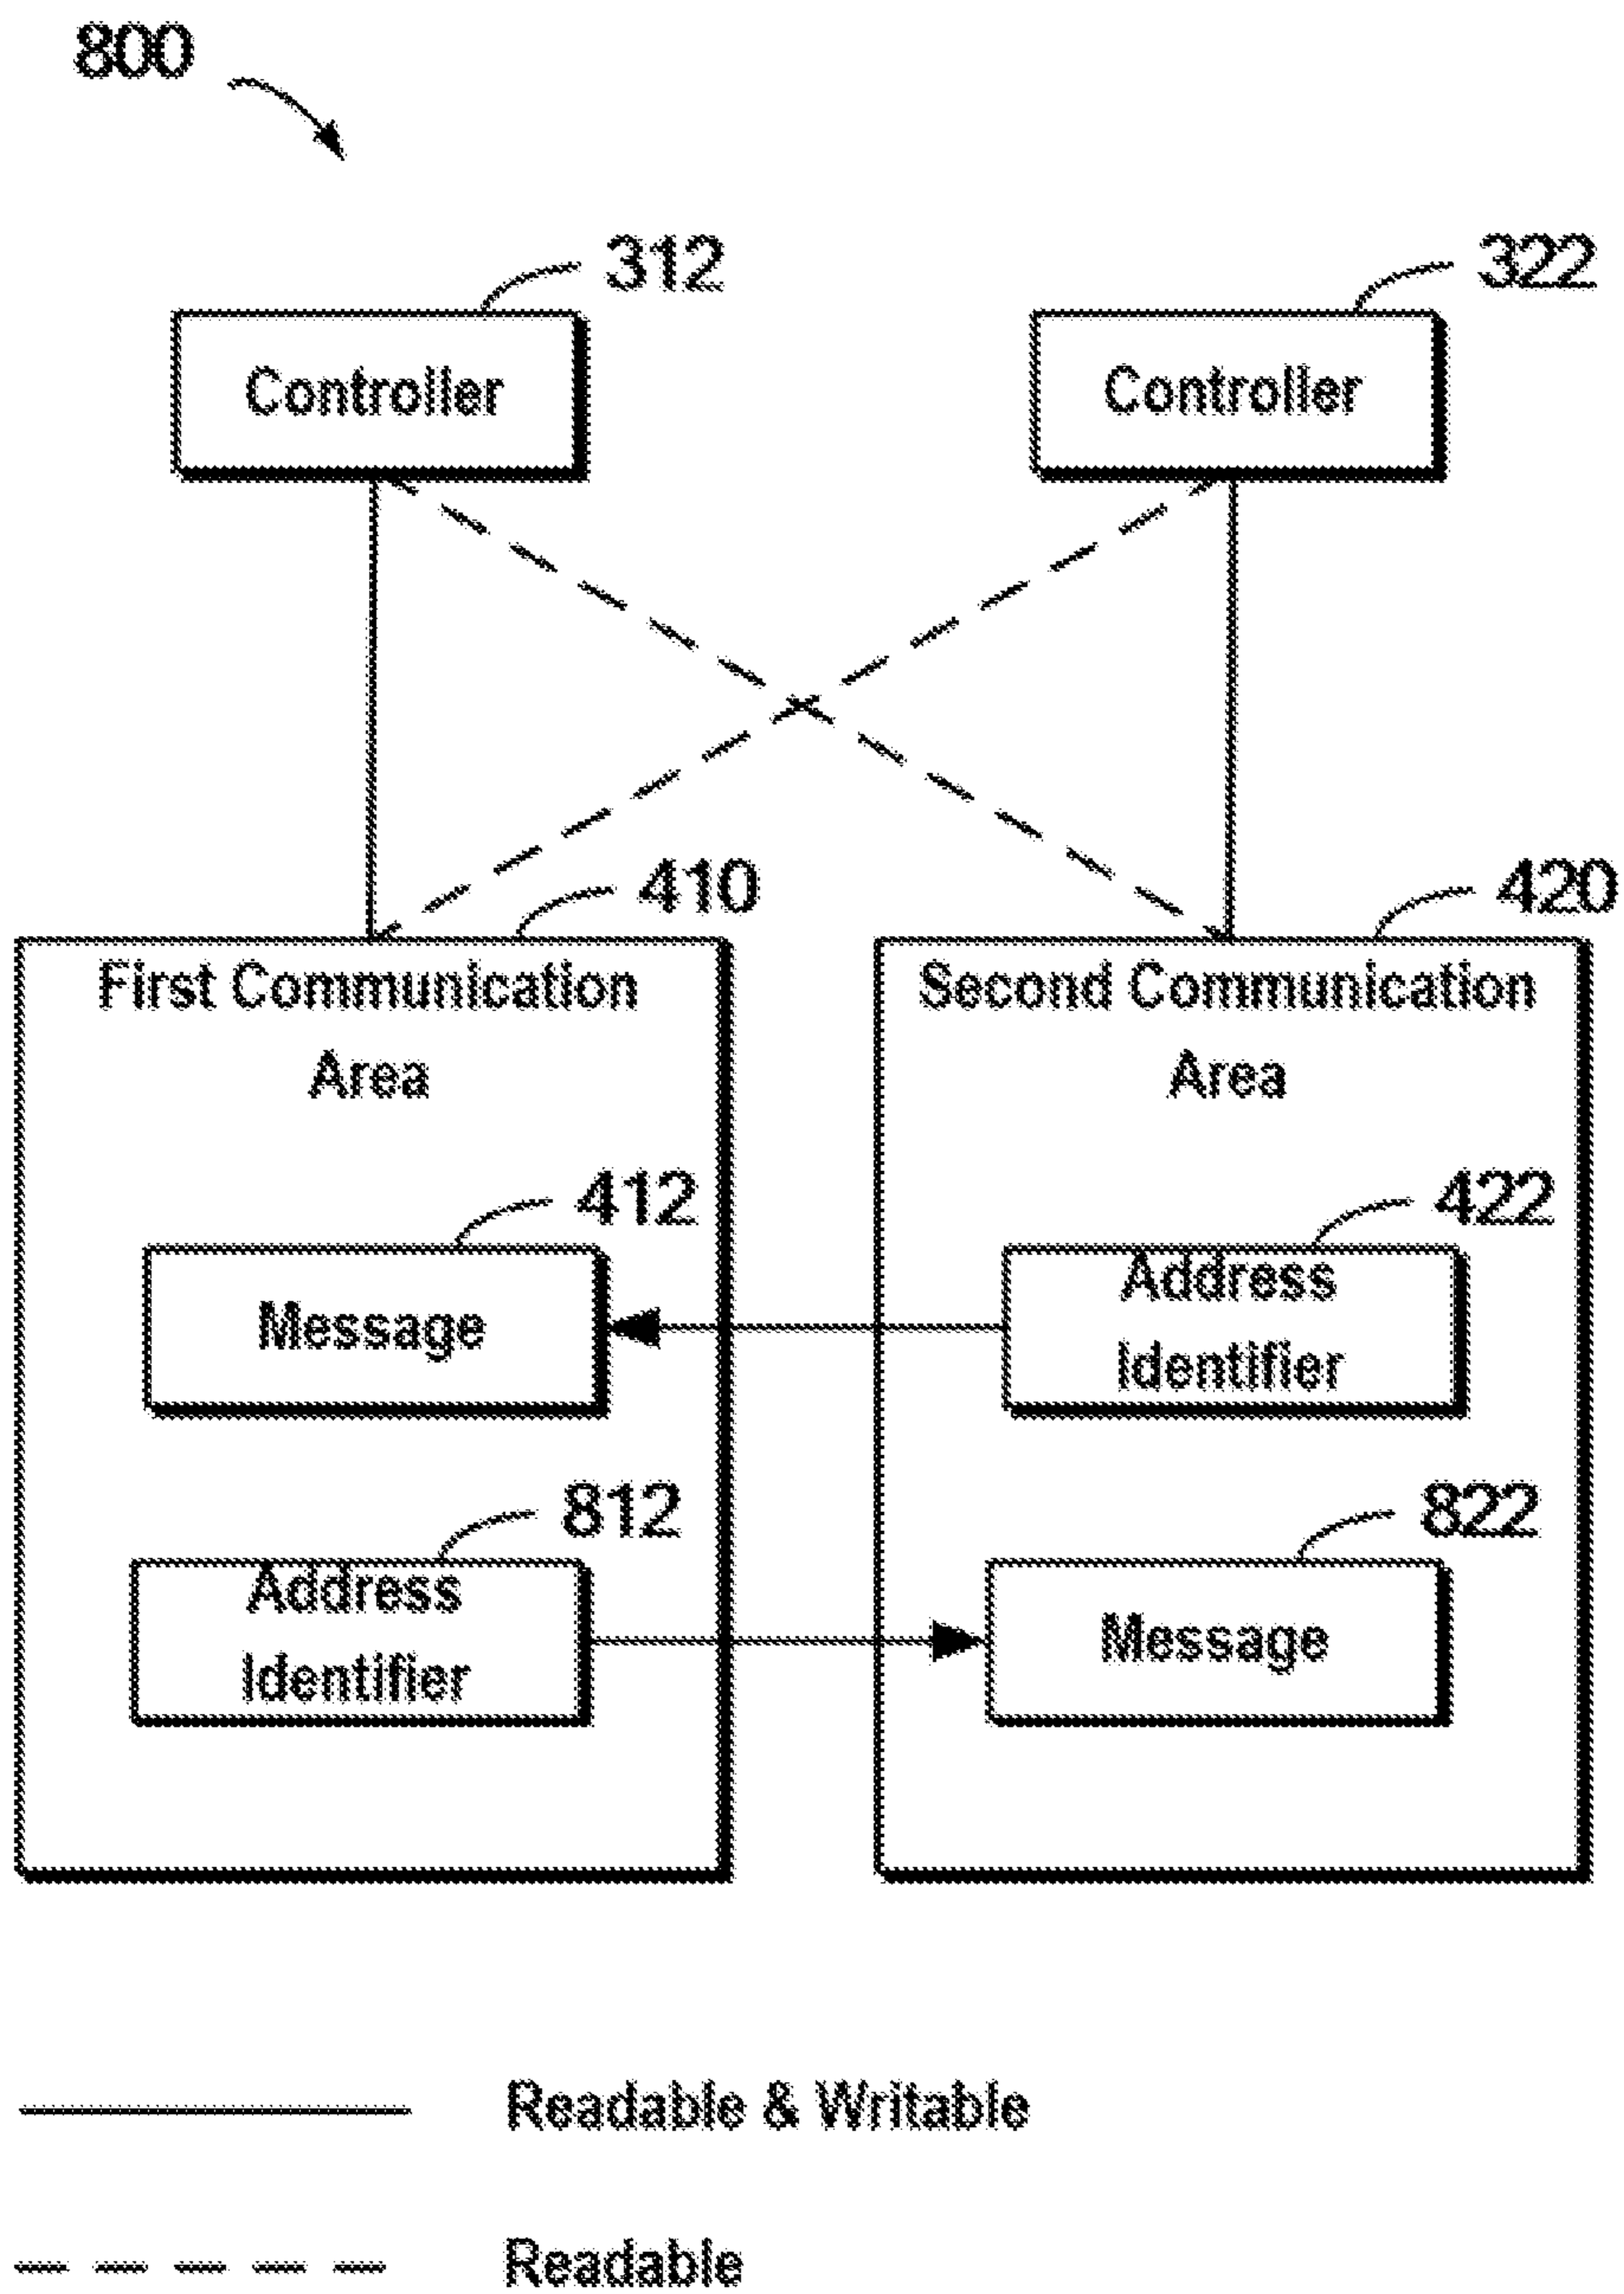 800
312
322
Controller
Controller
410
420
First Communication
Area
Second Communication
Area
412
422
Message
Address
Identifier
812
822
Address
Identifier
Message
Readable & Writable
Readable